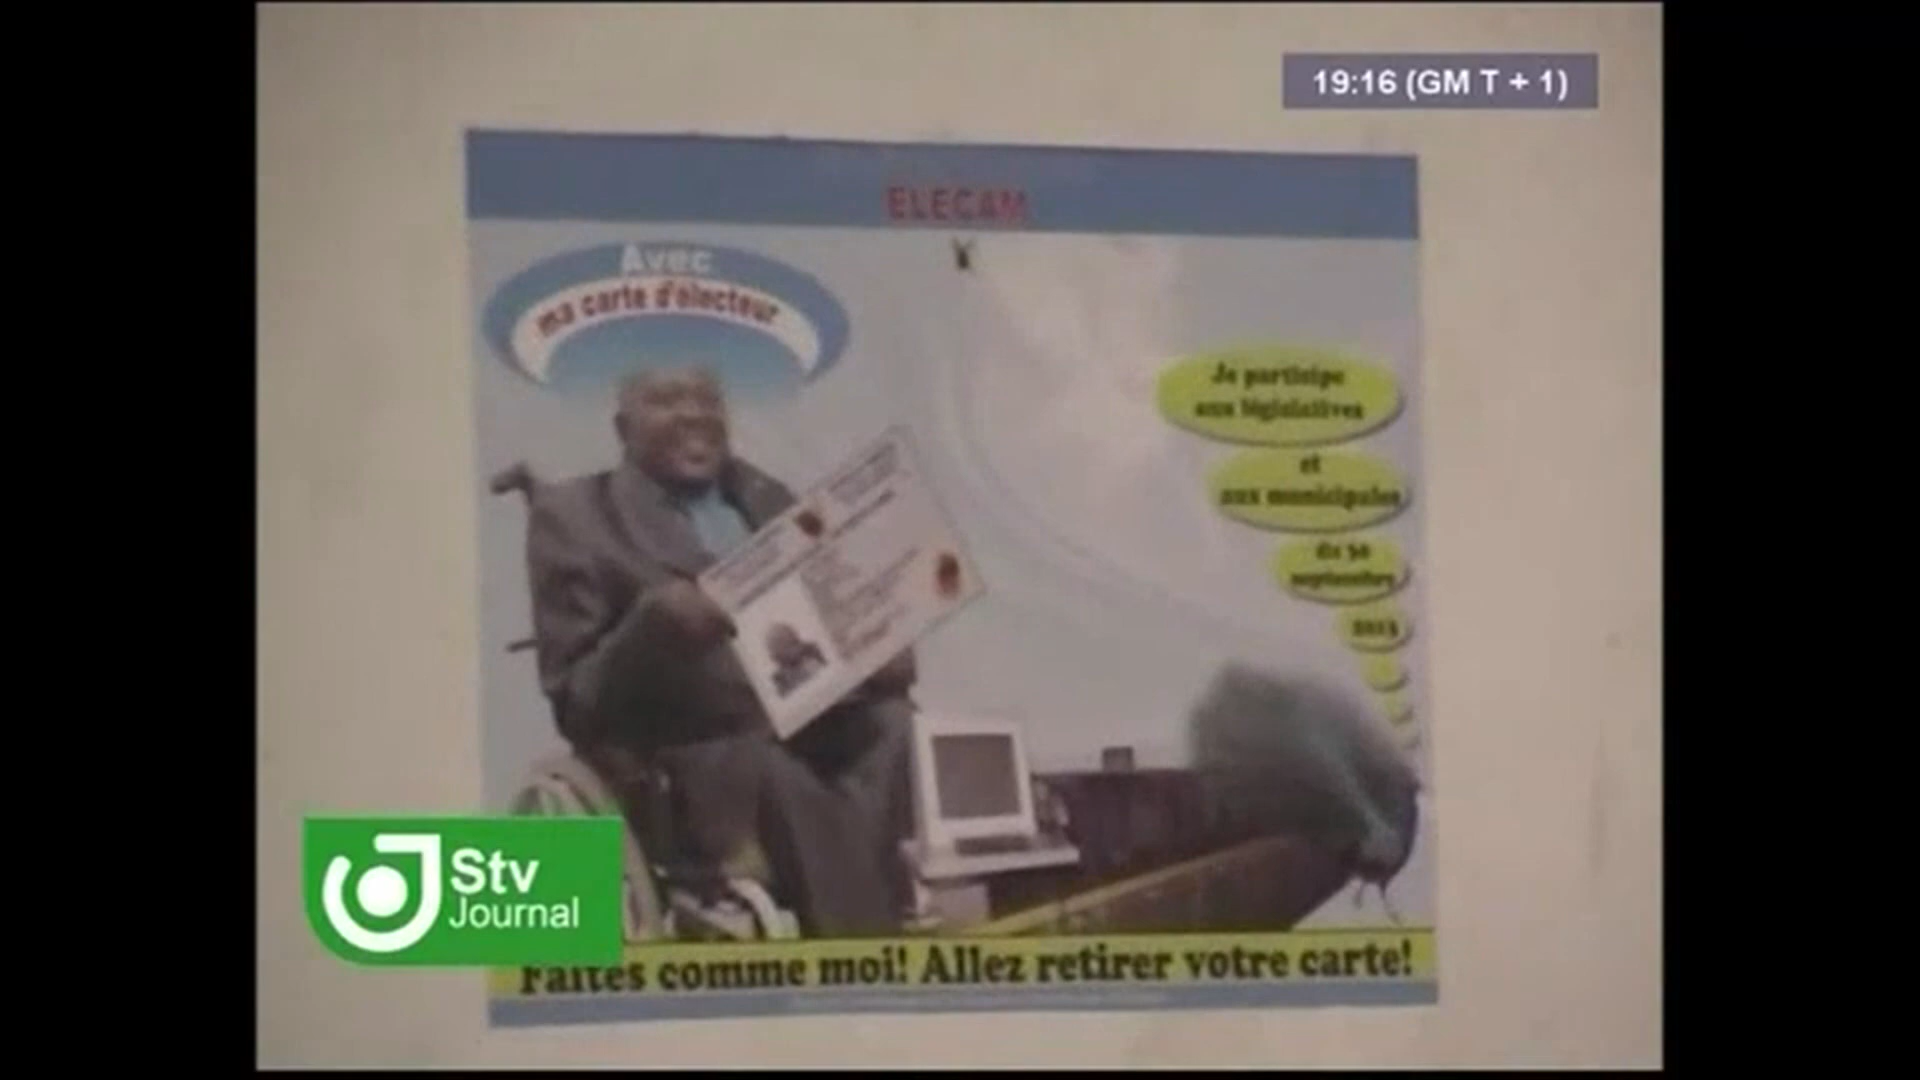 19:16 (GM T + 1)
ELECAM
Avec
ma carte d'électeur
Je participe
aux législatives
et
aux municipales
du 30
septembre
2013
Stv
Journal
Faites comme moi! Allez retirer votre carte!